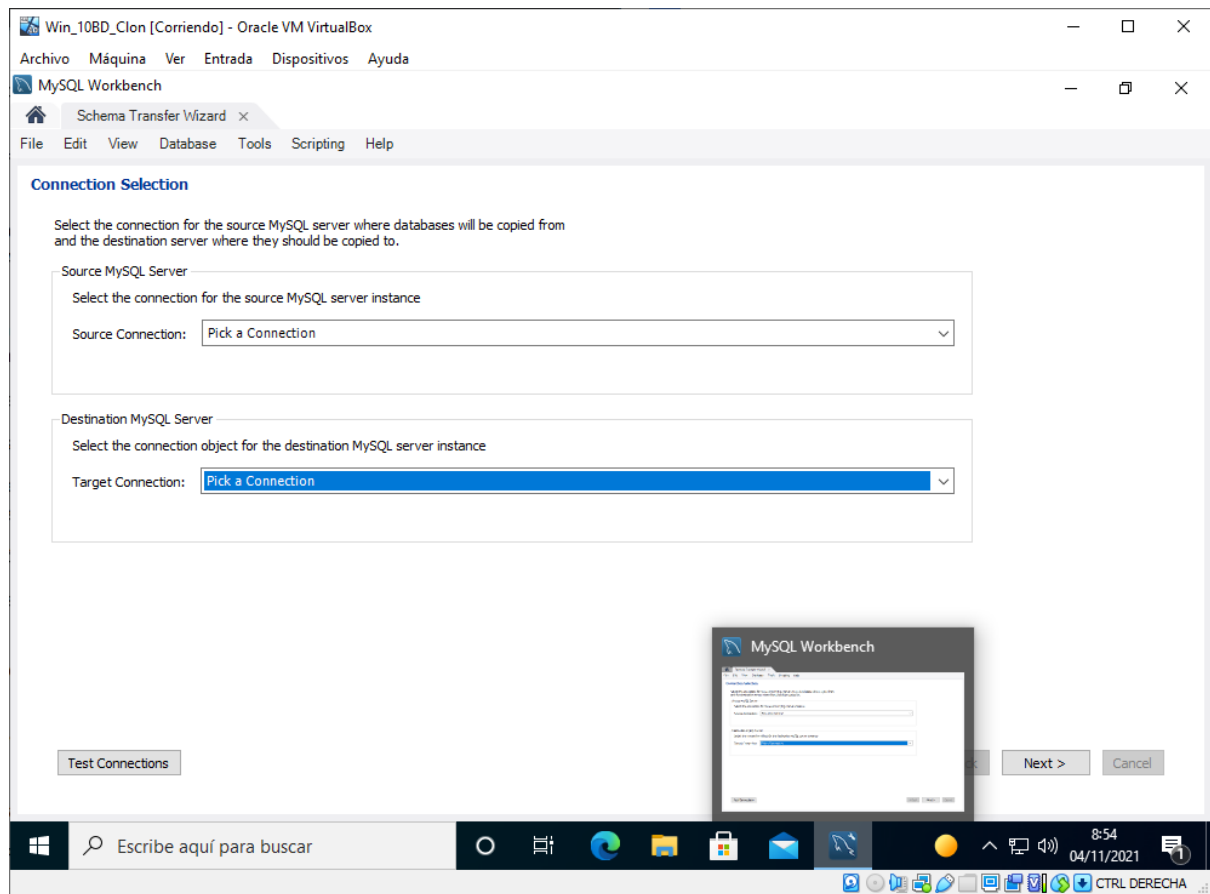 Win_10BD_Clon [Corriendo] - Oracle VM VirtualBox
Archivo Máquina Ver Entrada Dispositivos Ayuda
MySQL Workbench
Schema Transfer Wizard
File Edit View Database Tools Scripting Help
Connection Selection
Select the connection for the source MySQL server where databases will be copied from
and the destination server where they should be copied to.
Source MySQL Server
Select the connection for the source MySQL server instance
Source Connection: Pick a Connection
Destination MySQL Server
Select the connection object for the destination MySQL server instance
Target Connection: Pick a Connection
MySQL Workbench
Test Connections
Next >
Cancel
Escribe aquí para buscar
8:54
04/11/2021
1
CTRL DERECHA